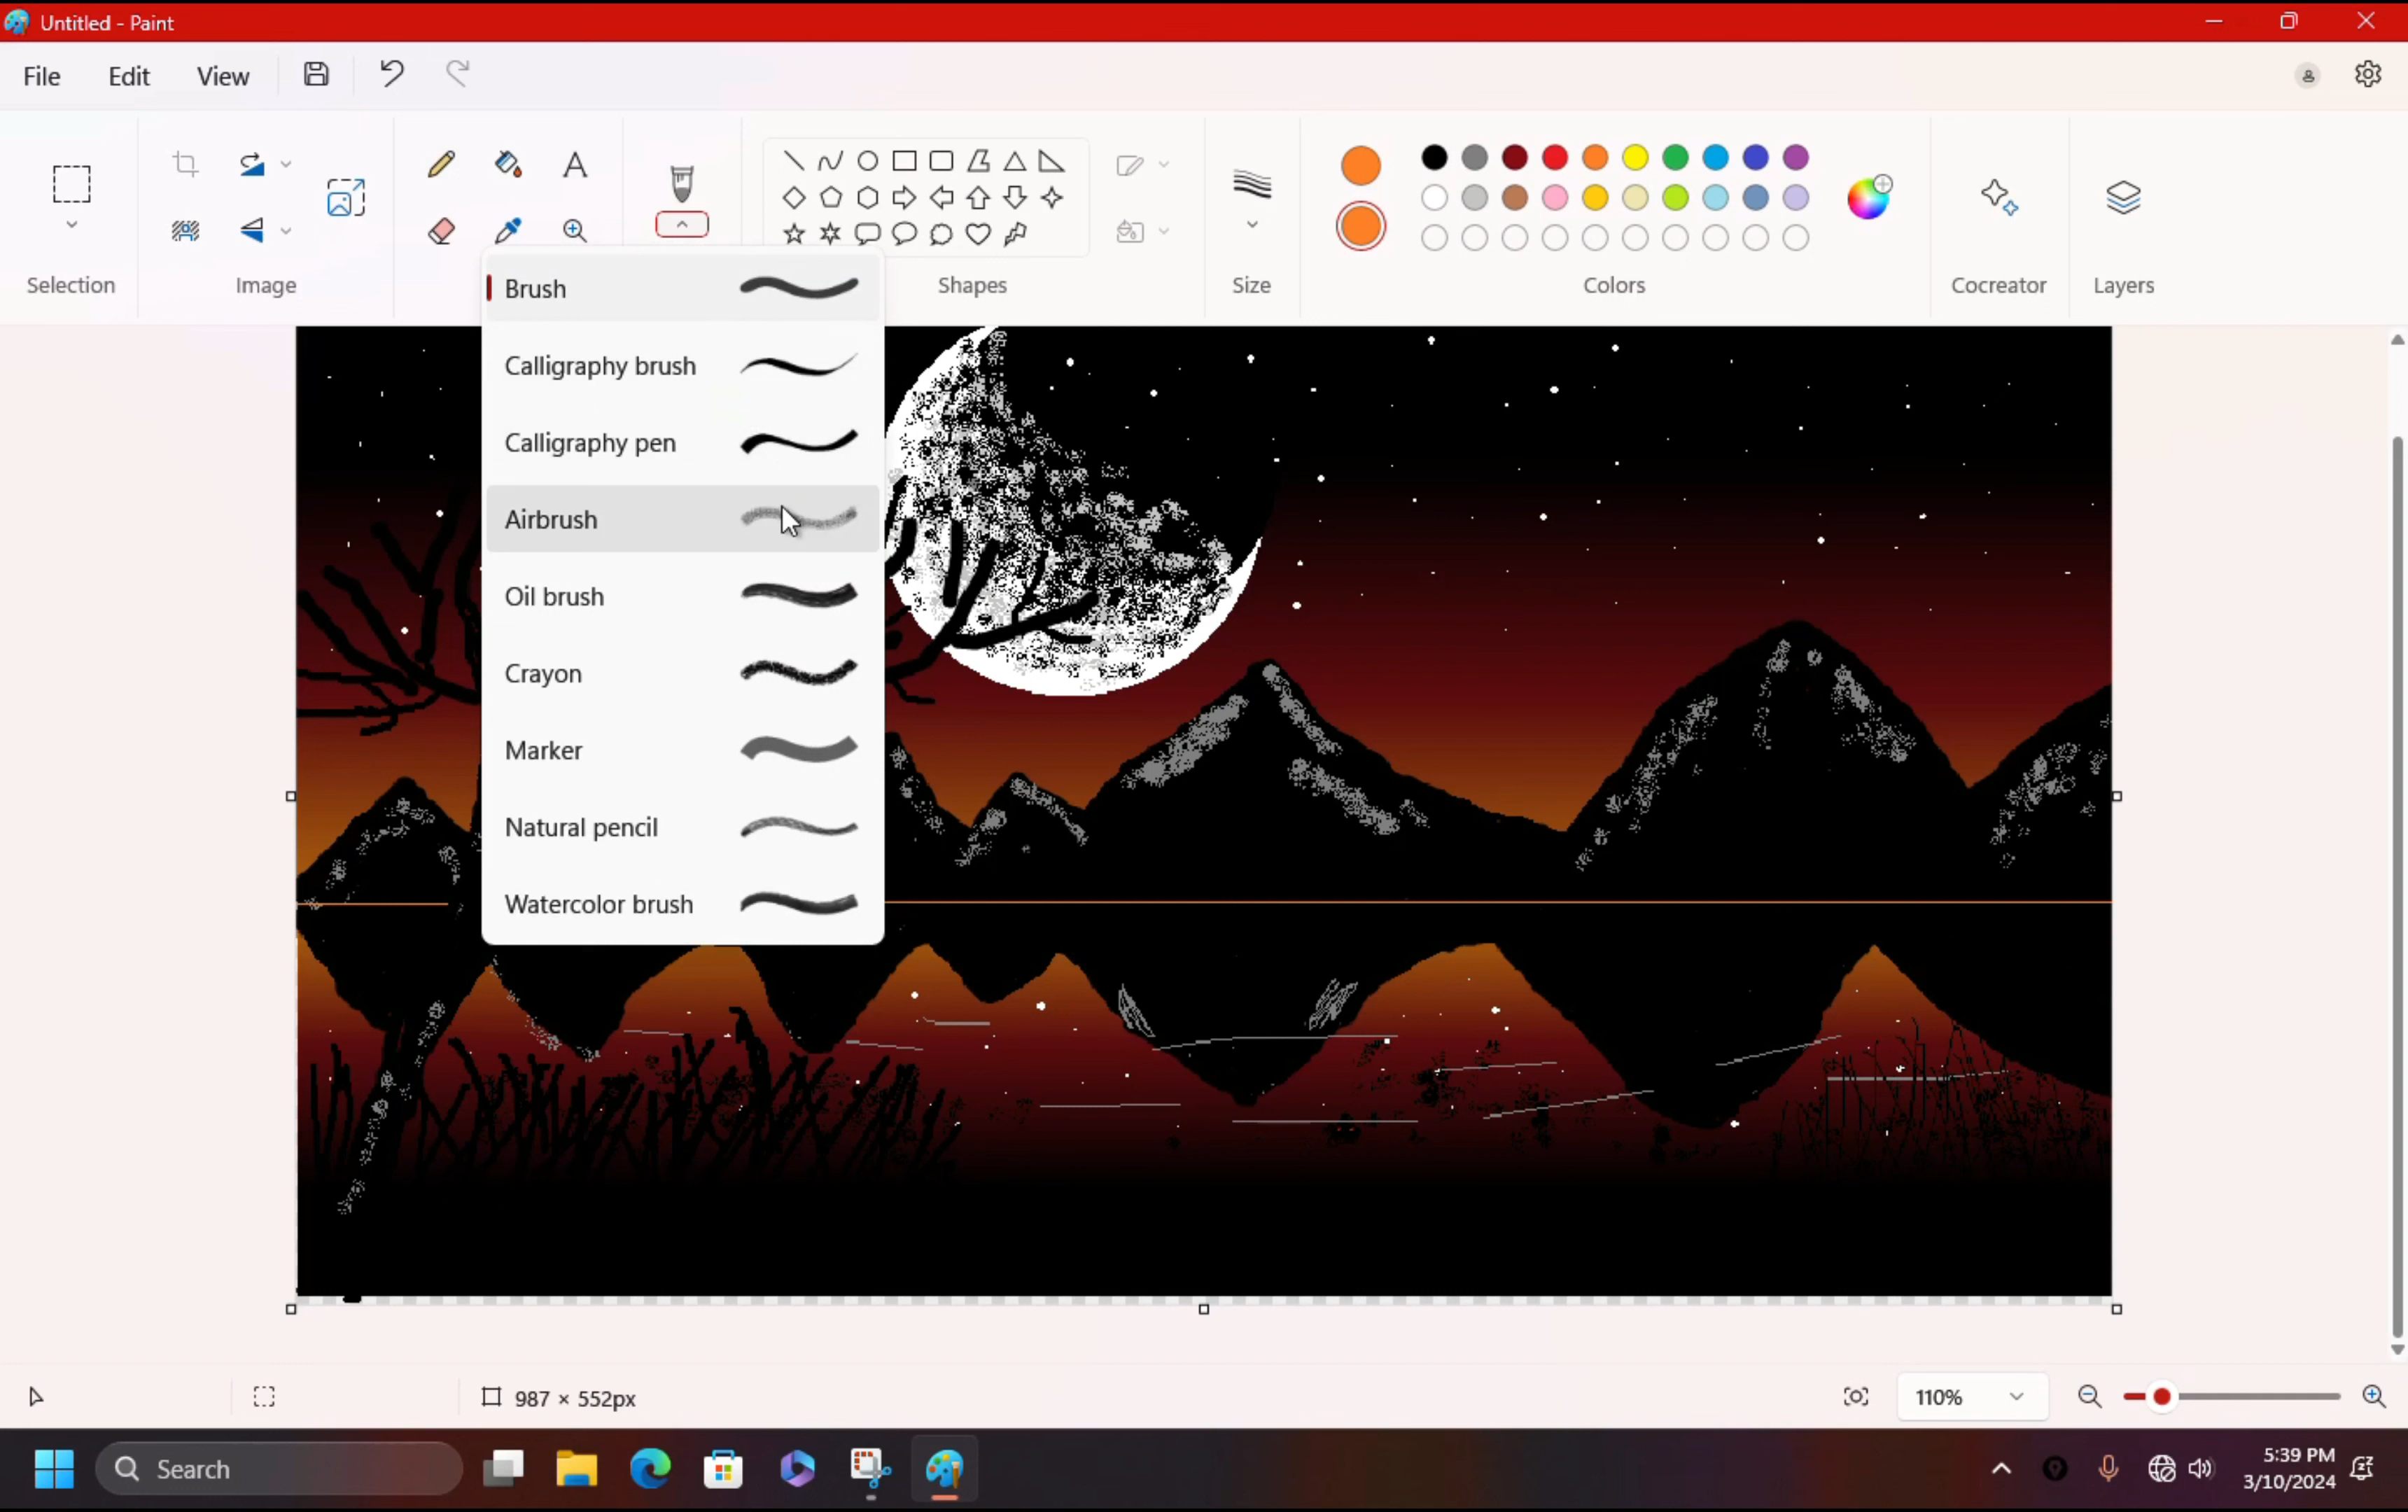 Untitled - Paint
File Edit View
Selection
Image
Shapes
Size
Colors
Cocreator
Layers
Brush
Calligraphy brush
Calligraphy pen
Airbrush
Oil brush
Crayon
Marker
Natural pencil
Watercolor brush
987 × 552px
110%
Search
5:39 PM
3/10/2024